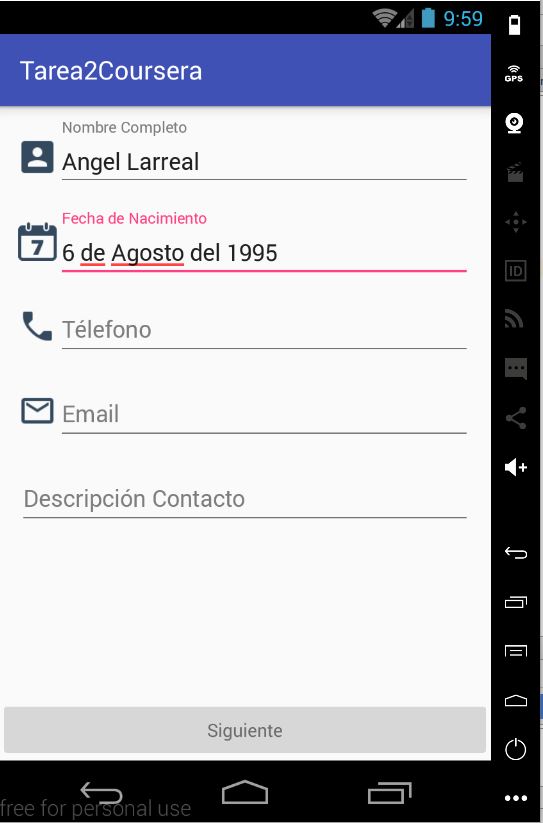 9:59
Tarea2Coursera
GPS
Nombre Completo
Angel Larreal
Fecha de Nacimiento
7
6 de Agosto del 1995
ID
Télefono
Email
Descripción Contacto
Siguiente
free for personal use